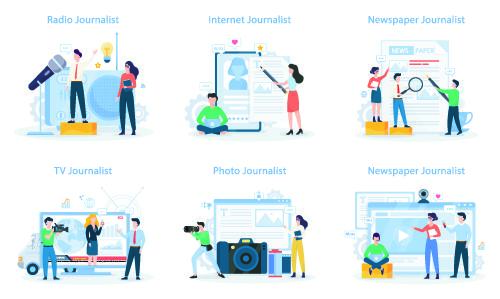 Radio Journalist
Internet Journalist
Newspaper Journalist
NEWS PAPER
TV Journalist
Photo Journalist
Newspaper Journalist